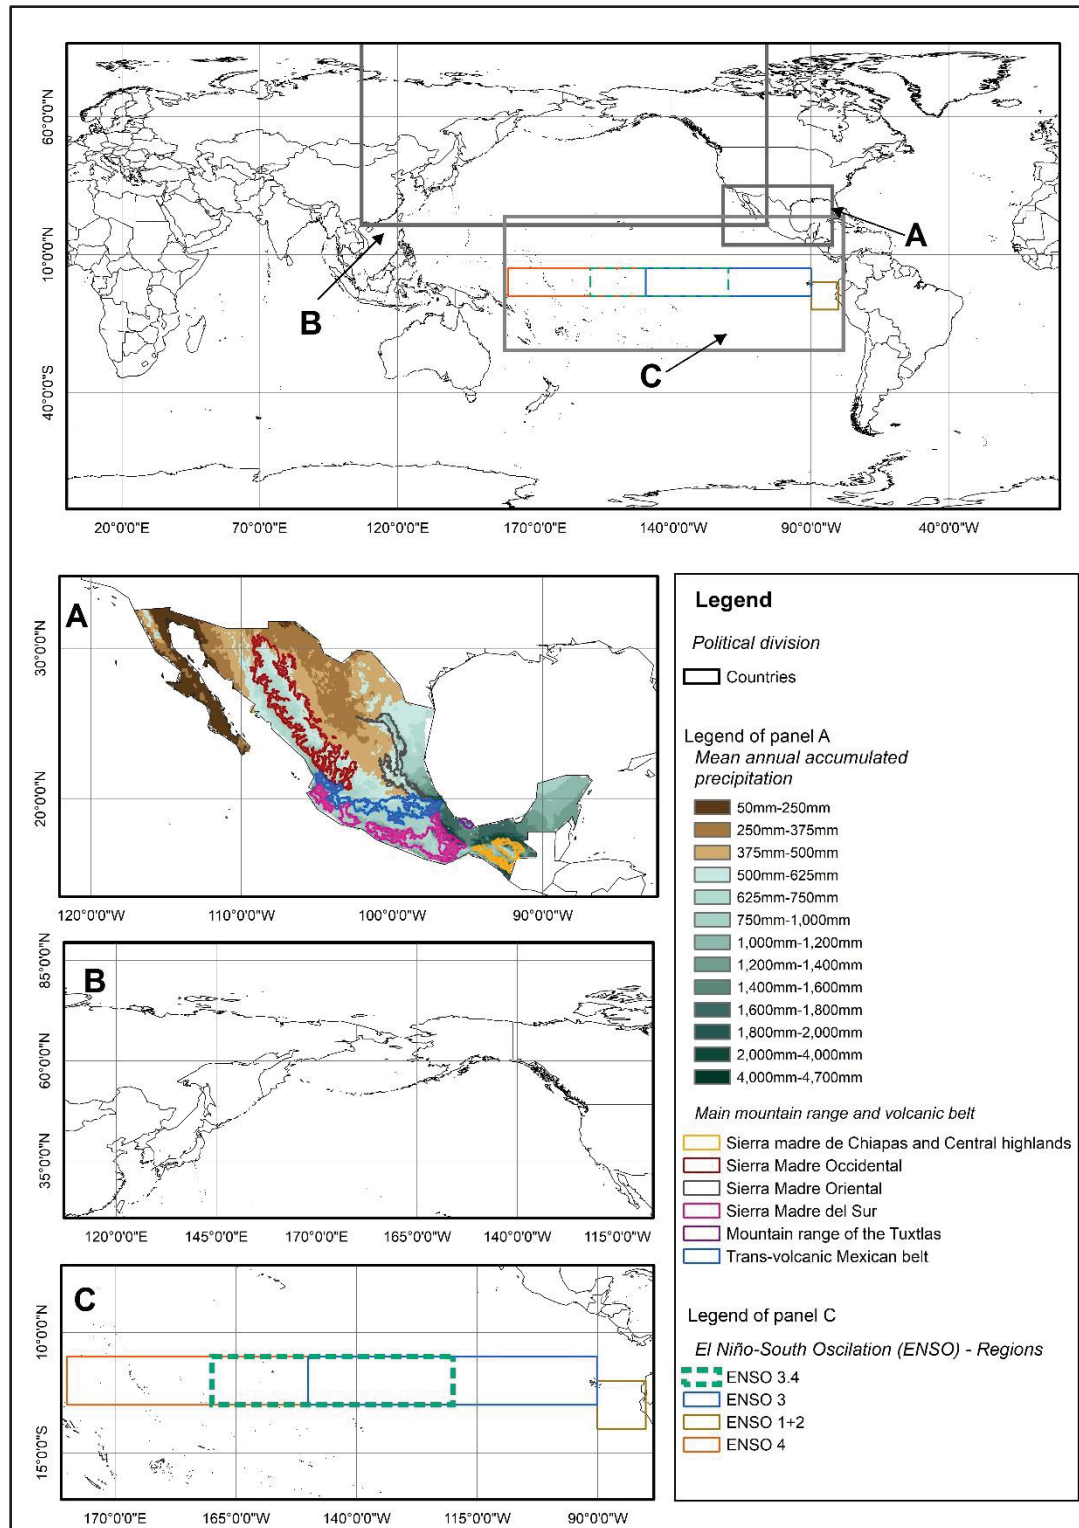 60°0'0"N
10°0'0"N
40°0'0"S
A
B
C
20°0'0"E
70°0'0"E
120°0'0"E
170°0'0"E
140°0'0"W
90°0'0"W
40°0'0"W
A
30°0'0"N
20°0'0"N
120°0'0"W
110°0'0"W
100°0'0"W
90°0'0"W
B
85°0'0"N
60°0'0"N
35°0'0"N
120°0'0"E
145°0'0"E
170°0'0"E
165°0'0"W
140°0'0"W
115°0'0"W
C
10°0'0"N
15°0'0"S
170°0'0"E
165°0'0"W
140°0'0"W
115°0'0"W
90°0'0"W
Legend
Political division
Countries
Legend of panel A
Mean annual accumulated
precipitation
50mm-250mm
250mm-375mm
375mm-500mm
500mm-625mm
625mm-750mm
750mm-1,000mm
1,000mm-1,200mm
1,200mm-1,400mm
1,400mm-1,600mm
1,600mm-1,800mm
1,800mm-2,000mm
2,000mm-4,000mm
4,000mm-4,700mm
Main mountain range and volcanic belt
Sierra madre de Chiapas and Central highlands
Sierra Madre Occidental
Sierra Madre Oriental
Sierra Madre del Sur
Mountain range of the Tuxtlas
Trans-volcanic Mexican belt
Legend of panel C
El Niño-South Oscilation (ENSO) - Regions
ENSO 3.4
ENSO 3
ENSO 1+2
ENSO 4